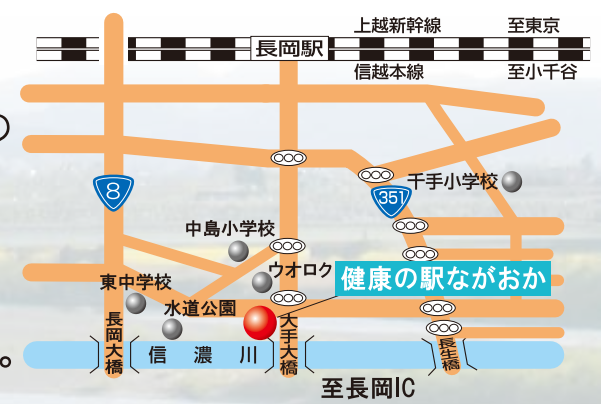 上越新幹線
至東京
長岡駅
信越本線
至小千谷
8
千手小学校
351
中島小学校
ウオロク
健康の駅ながおか
東中学校
水道公園
長岡大橋
信濃川
大手大橋
長生橋
至長岡IC
。